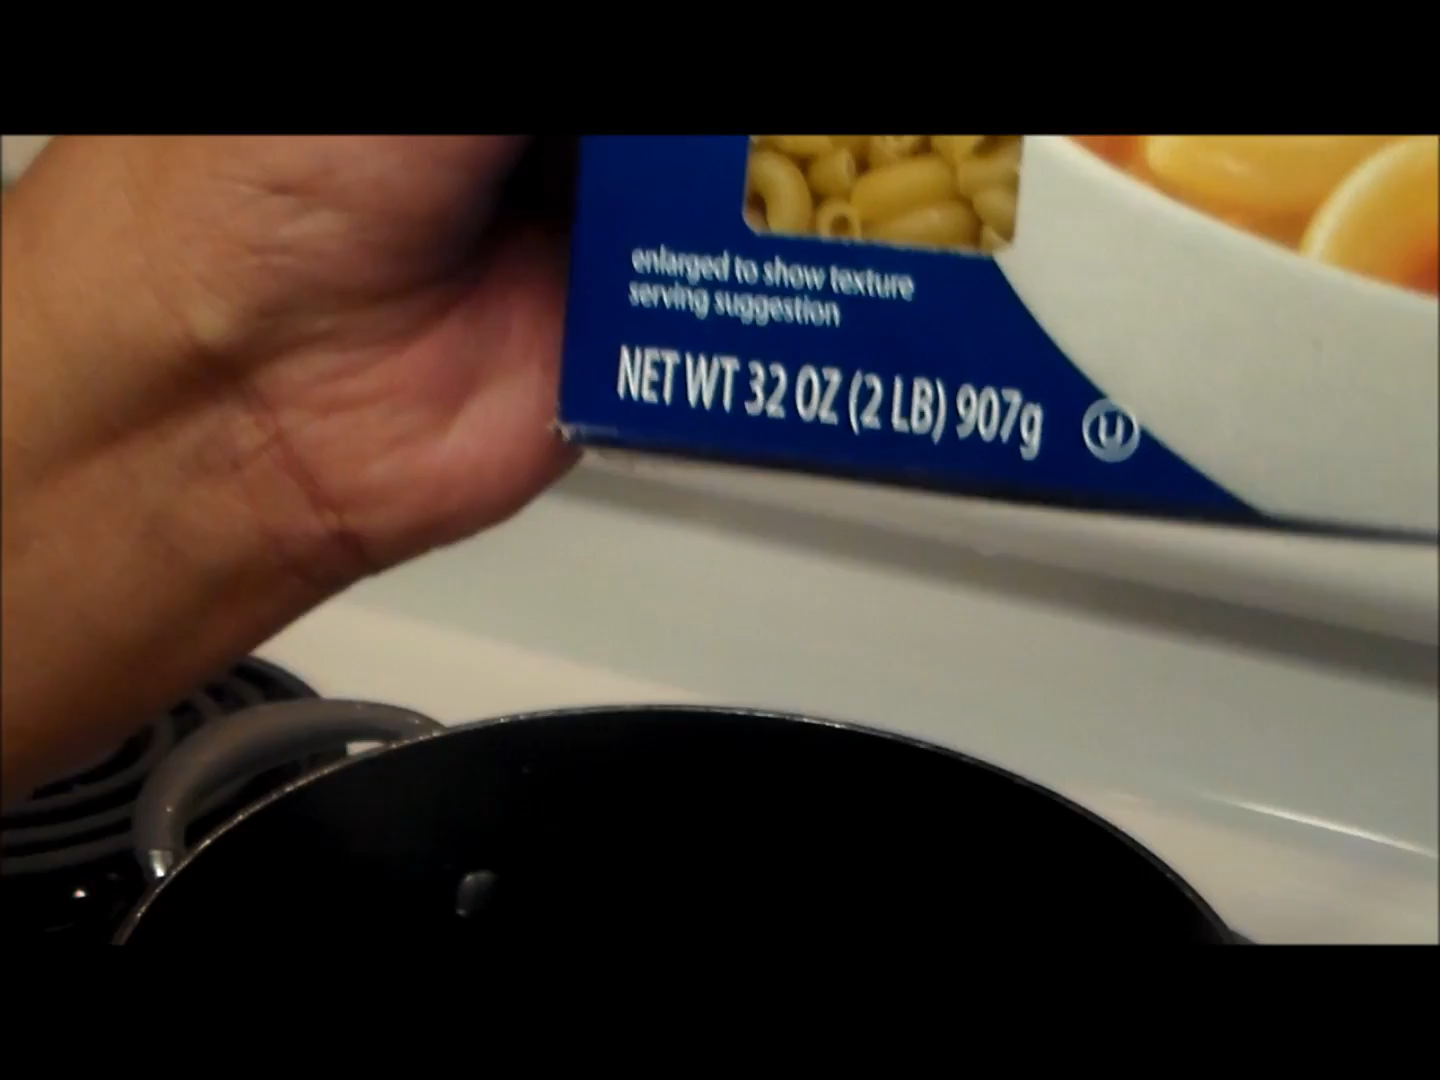 enlarged to show texture
serving suggestion
NET WT 32 OZ (2 LB) 907g
U